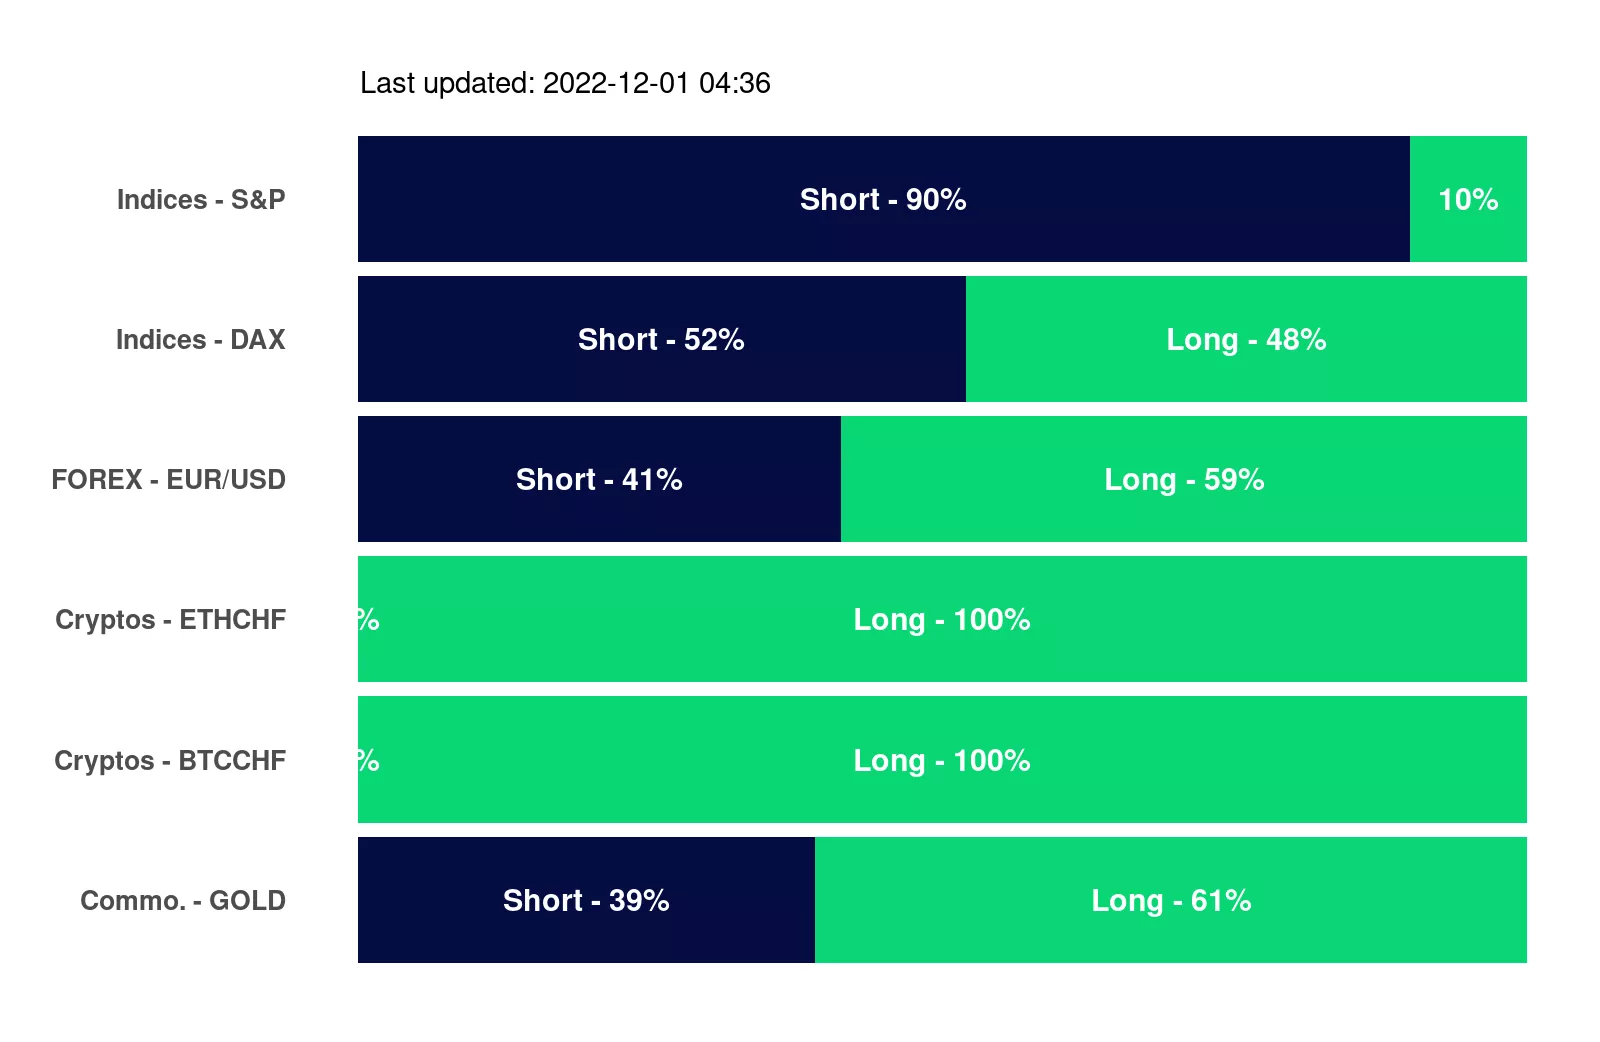 Last updated: 2022-12-01 04:36
Indices - S&P Short - 90% 10%
Indices - DAX Short - 52% Long - 48%
FOREX - EUR/USD Short - 41% Long - 59%
Cryptos - ETHCHF % Long - 100%
Cryptos - BTCCHF % Long - 100%
Commo. - GOLD Short - 39% Long - 61%